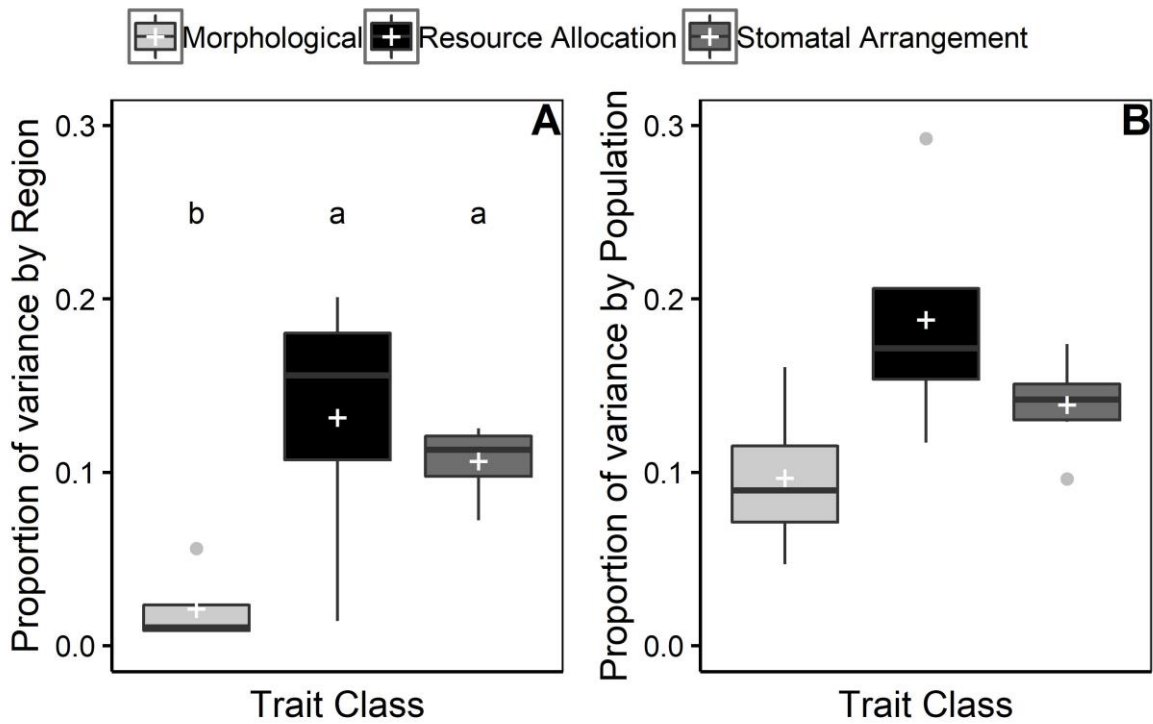 Morphological Resource Allocation Stomatal Arrangement
A
Proportion of variance by Region
0.3
0.2
0.1
0.0
b a a
Trait Class
B
Proportion of variance by Population
0.3
0.2
0.1
0.0
Trait Class